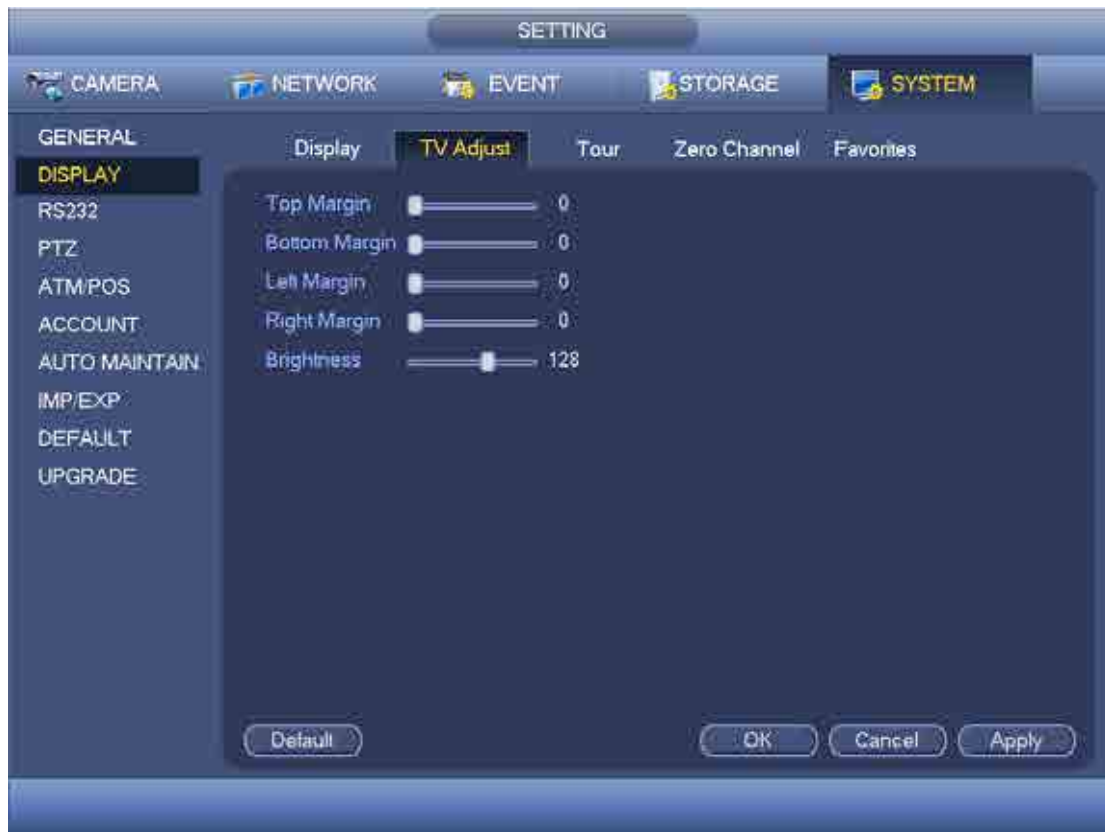 SETTING
CAMERA NETWORK EVENT STORAGE SYSTEM
GENERAL
DISPLAY
RS232
PTZ
ATM/POS
ACCOUNT
AUTO MAINTAIN
IMP/EXP
DEFAULT
UPGRADE
Display TV Adjust Tour Zero Channel Favorites
Top Margin 0
Bottom Margin 0
Left Margin 0
Right Margin 0
Brightness 128
Default OK Cancel Apply